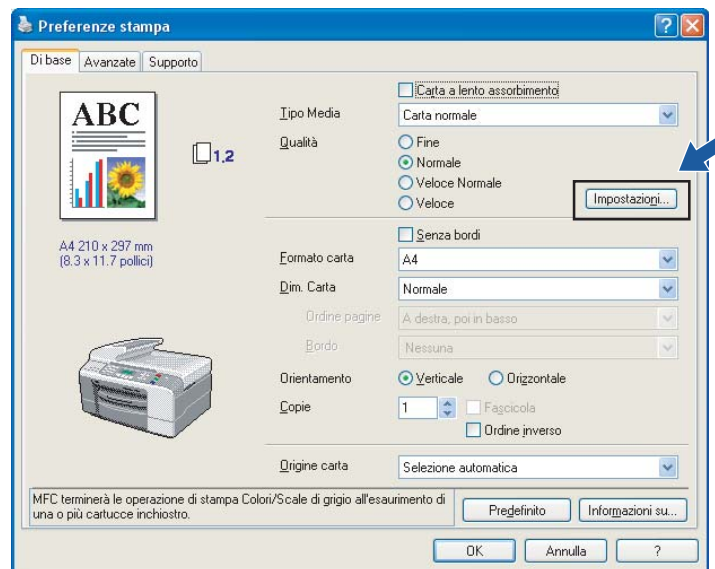 Preferenze stampa
Di base Avanzate Supporto
Carta a lento assorbimento
ABC
Tipo Media Carta normale
Qualità Fine
1,2
Normale
Veloce Normale
Veloce Impostazioni...
A4 210 x 297 mm
(8.3 x 11.7 pollici)
Senza bordi
Formato carta A4
Dim. Carta Normale
Ordine pagine A destra, poi in basso
Bordo Nessuna
Orientamento Verticale Orizzontale
Copie 1 Fascicola
Ordine inverso
Origine carta Selezione automatica
MFC terminerà le operazione di stampa Colori/Scale di grigio all'esaurimento di
una o più cartucce inchiostro.
Predefinito Informazioni su...
OK Annulla ?